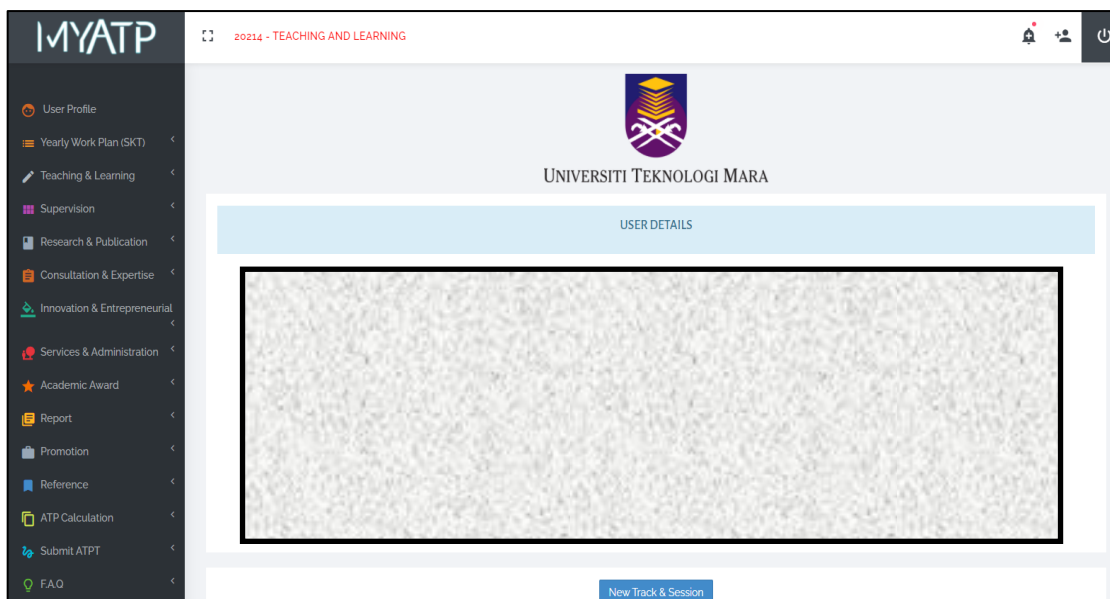 MYATP
20214 - TEACHING AND LEARNING
User Profile
Yearly Work Plan (SKT)
Teaching & Learning
Supervision
Research & Publication
Consultation & Expertise
Innovation & Entrepreneurial
Services & Administration
Academic Award
Report
Promotion
Reference
ATP Calculation
Submit ATPT
F.A.Q
UNIVERSITI TEKNOLOGI MARA
USER DETAILS
New Track & Session